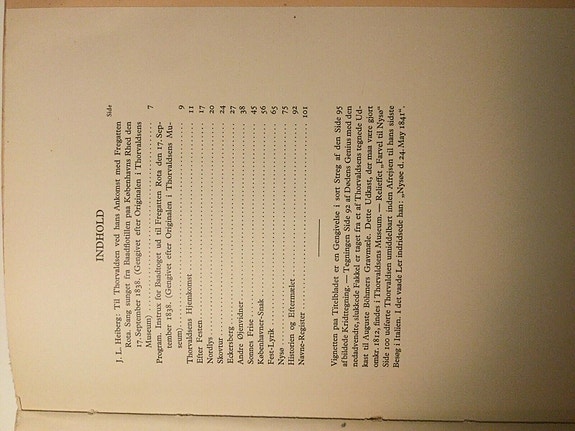 INDHOLD
Side
J. L. Heiberg: Til Thorvaldsen ved hans Ankomst med Fregatten
Rota. Sang sunget fra Baadflotillen paa Københavns Rhed den
17. September 1838. (Gengivet efter Originalen i Thorvaldsens
Museum) 7
Program. Instrux for Baadtoget ud til Fregatten Rota den 17. Sep-
tember 1838. (Gengivet efter Originalen i Thorvaldsens Mu-
seum) 9
Thorvaldsens Hjemkomst 11
Efter Festen 17
Nordbys 20
Skovtur 24
Eckersberg 27
Andre Øjenvidner 38
Sonnes Frise 45
Københavner-Snak 56
Fest-Lyrik 65
Nysø 75
Historien og Eftermælet 92
Navne-Register 101
Vignetten paa Titelbladet er en Gengivelse i sort Streg af den Side 95
afbildede Kridttegning. — Tegningen Side 92 af Dødens Genius med den
nedadvendte, slukkede Fakkel er taget fra et af Thorvaldsens tegnede Ud-
kast til Auguste Böhmers Gravmæle. Dette Udkast, der maa være gjort
omkr. 1812, findes i Thorvaldsens Museum. — Relieffet „Farvel til Nysø“
Side 100 udførte Thorvaldsen umiddelbart inden Afrejsen til hans sidste
Besøg i Italien. I det vaade Ler indridsede han: „Nysøe d. 24. May 1841“.